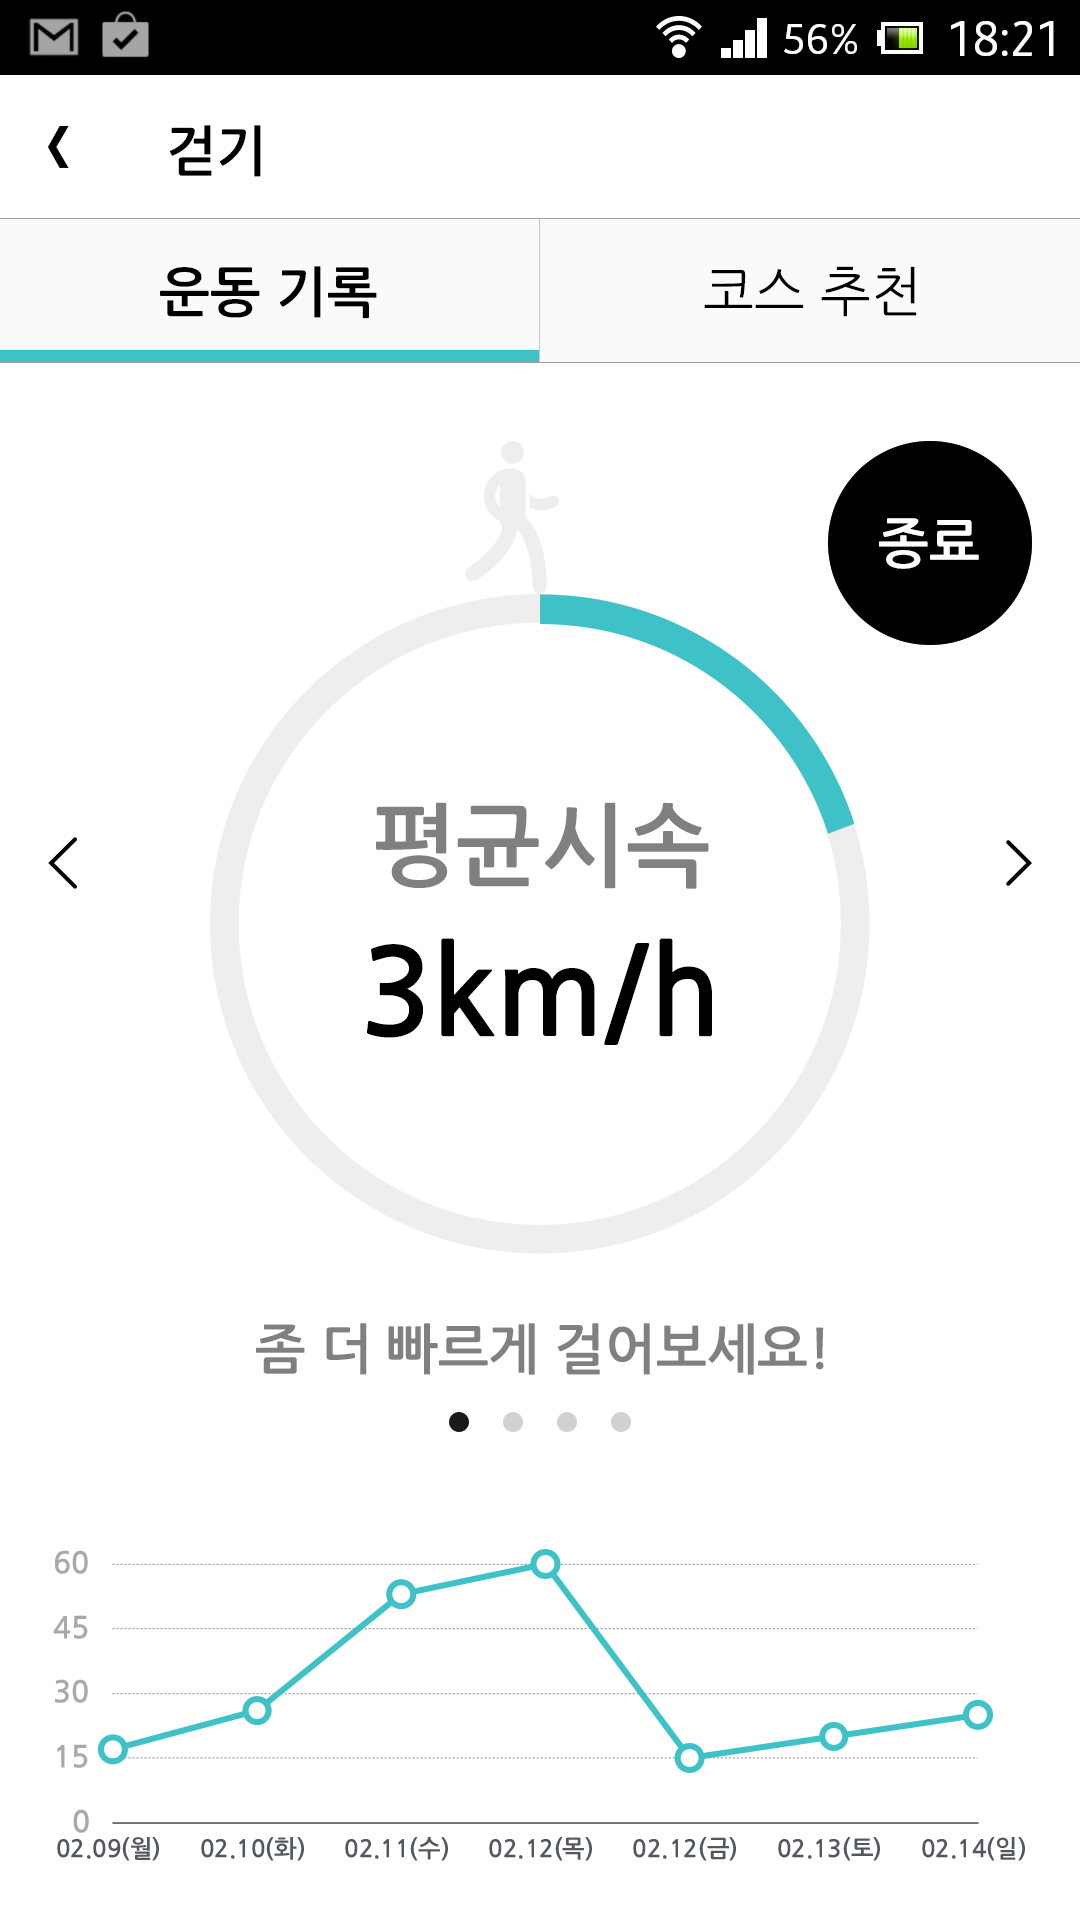 56% 18:21
걷기
운동 기록 코스 추천
종료
평균시속
3km/h
좀 더 빠르게 걸어보세요!
60
45
30
15
0
02.09(월) 02.10(화) 02.11(수) 02.12(목) 02.12(금) 02.13(토) 02.14(일)